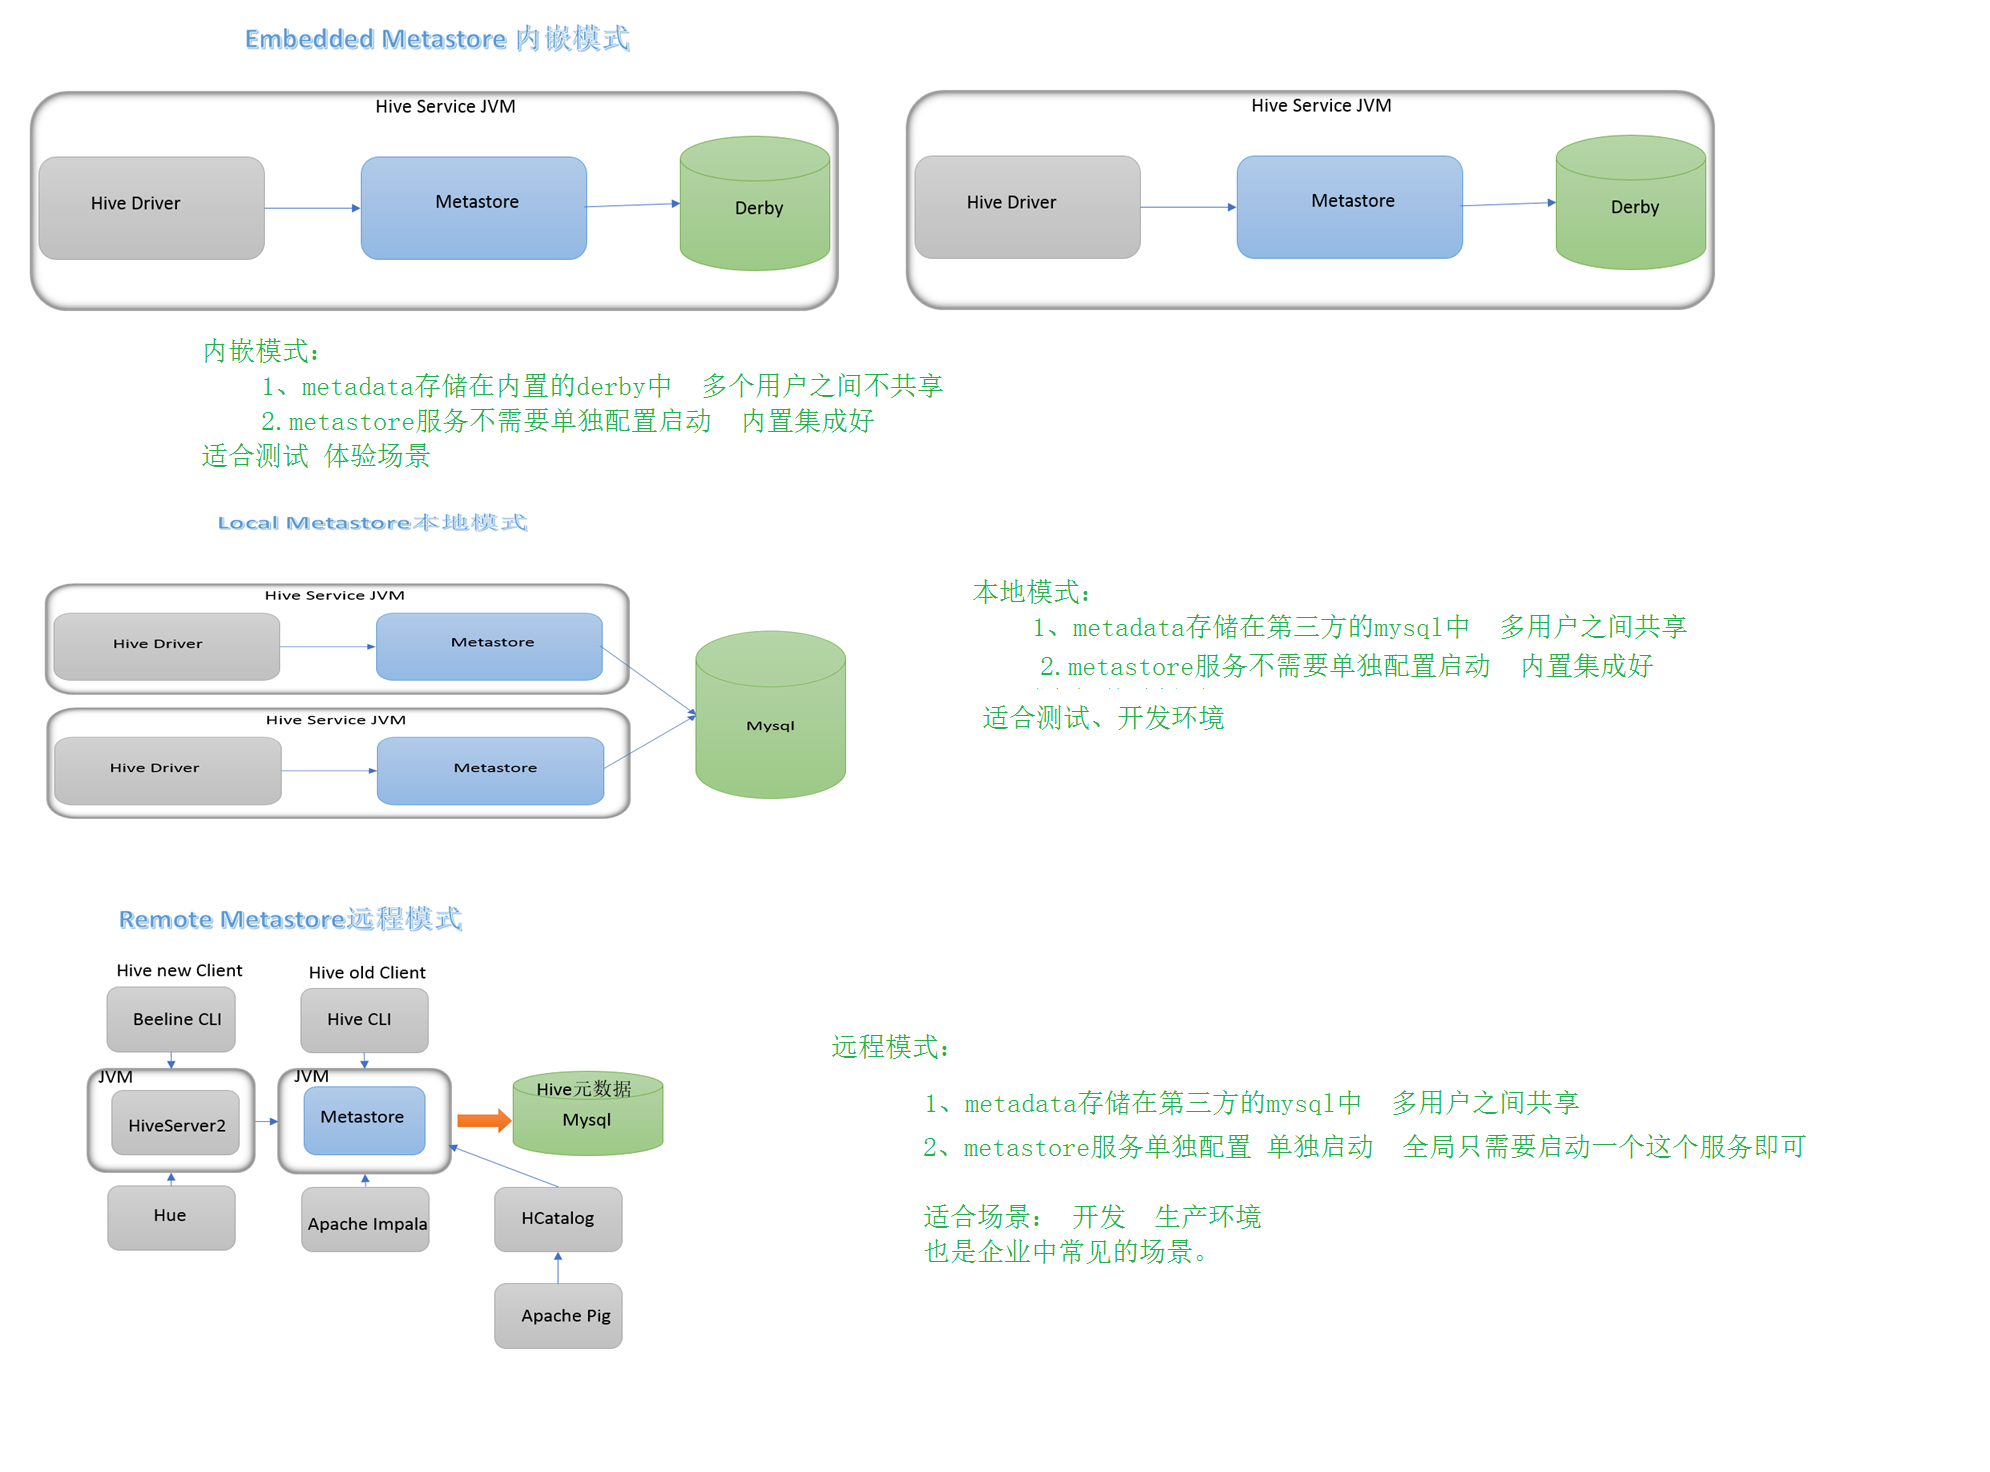 Embedded Metastore 内嵌模式
Hive Service JVM
Hive Driver
Metastore
Derby
Hive Service JVM
Hive Driver
Metastore
Derby
内嵌模式：
1、metadata存储在内置的derby中 多个用户之间不共享
2.metastore服务不需要单独配置启动 内置集成好
适合测试 体验场景
Local Metastore本地模式
Hive Service JVM
Hive Driver
Metastore
Hive Service JVM
Hive Driver
Metastore
Mysql
本地模式：
1、metadata存储在第三方的mysql中 多用户之间共享
2.metastore服务不需要单独配置启动 内置集成好
适合测试、开发环境
Remote Metastore远程模式
Hive new Client
Hive old Client
Beeline CLI
Hive CLI
JVM
HiveServer2
JVM
Metastore
Hive元数据
Mysql
Hue
Apache Impala
HCatalog
Apache Pig
远程模式：
1、metadata存储在第三方的mysql中 多用户之间共享
2、metastore服务单独配置 单独启动 全局只需要启动一个这个服务即可
适合场景： 开发 生产环境
也是企业中常见的场景。